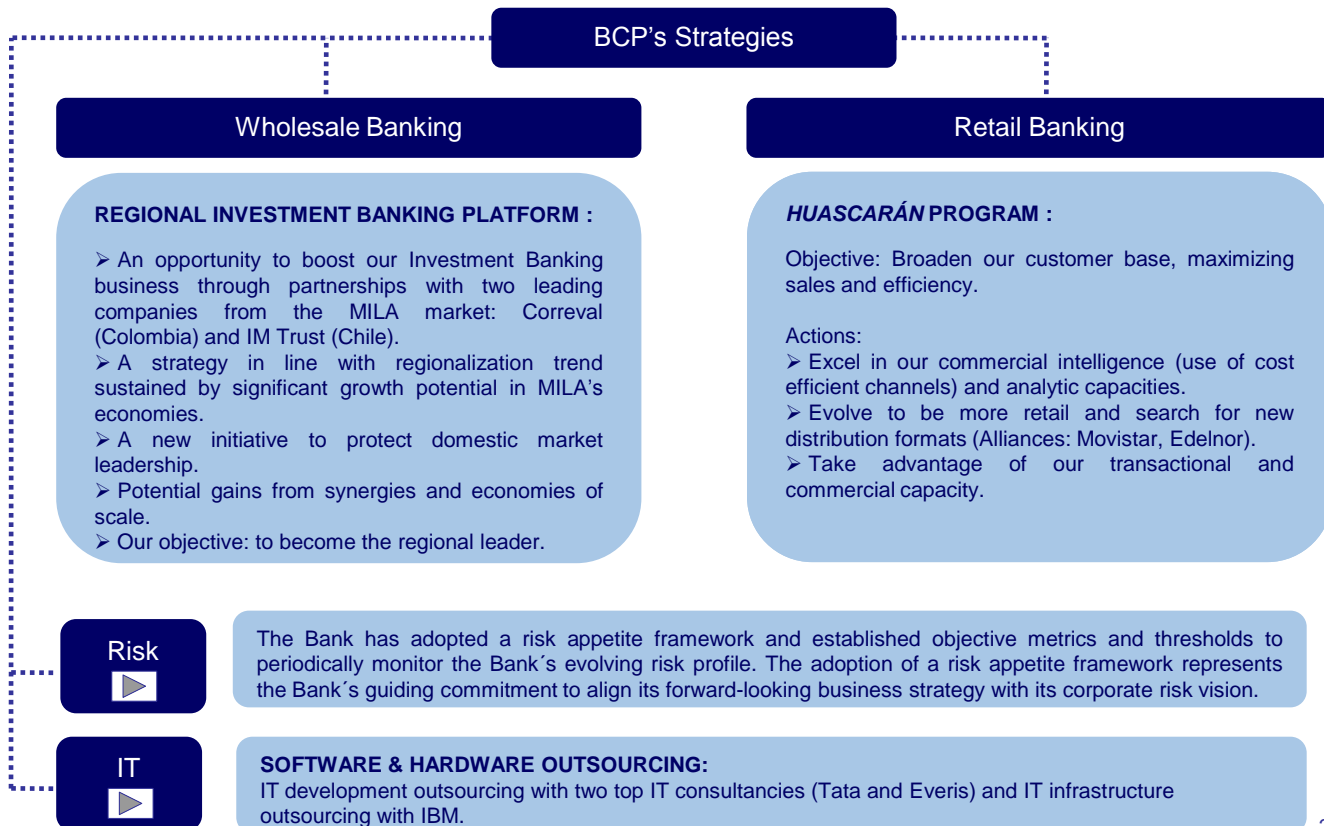 BCP's Strategies
Wholesale Banking
Retail Banking
REGIONAL INVESTMENT BANKING PLATFORM :
➢ An opportunity to boost our Investment Banking
business through partnerships with two leading
companies from the MILA market: Correval
(Colombia) and IM Trust (Chile).
➢ A strategy in line with regionalization trend
sustained by significant growth potential in MILA's
economies.
➢ A new initiative to protect domestic market
leadership.
➢ Potential gains from synergies and economies of
scale.
➢ Our objective: to become the regional leader.
HUASCARÁN PROGRAM :
Objective: Broaden our customer base, maximizing
sales and efficiency.
Actions:
➢ Excel in our commercial intelligence (use of cost
efficient channels) and analytic capacities.
➢ Evolve to be more retail and search for new
distribution formats (Alliances: Movistar, Edelnor).
➢ Take advantage of our transactional and
commercial capacity.
Risk
The Bank has adopted a risk appetite framework and established objective metrics and thresholds to
periodically monitor the Bank´s evolving risk profile. The adoption of a risk appetite framework represents
the Bank´s guiding commitment to align its forward-looking business strategy with its corporate risk vision.
IT
SOFTWARE & HARDWARE OUTSOURCING:
IT development outsourcing with two top IT consultancies (Tata and Everis) and IT infrastructure
outsourcing with IBM.